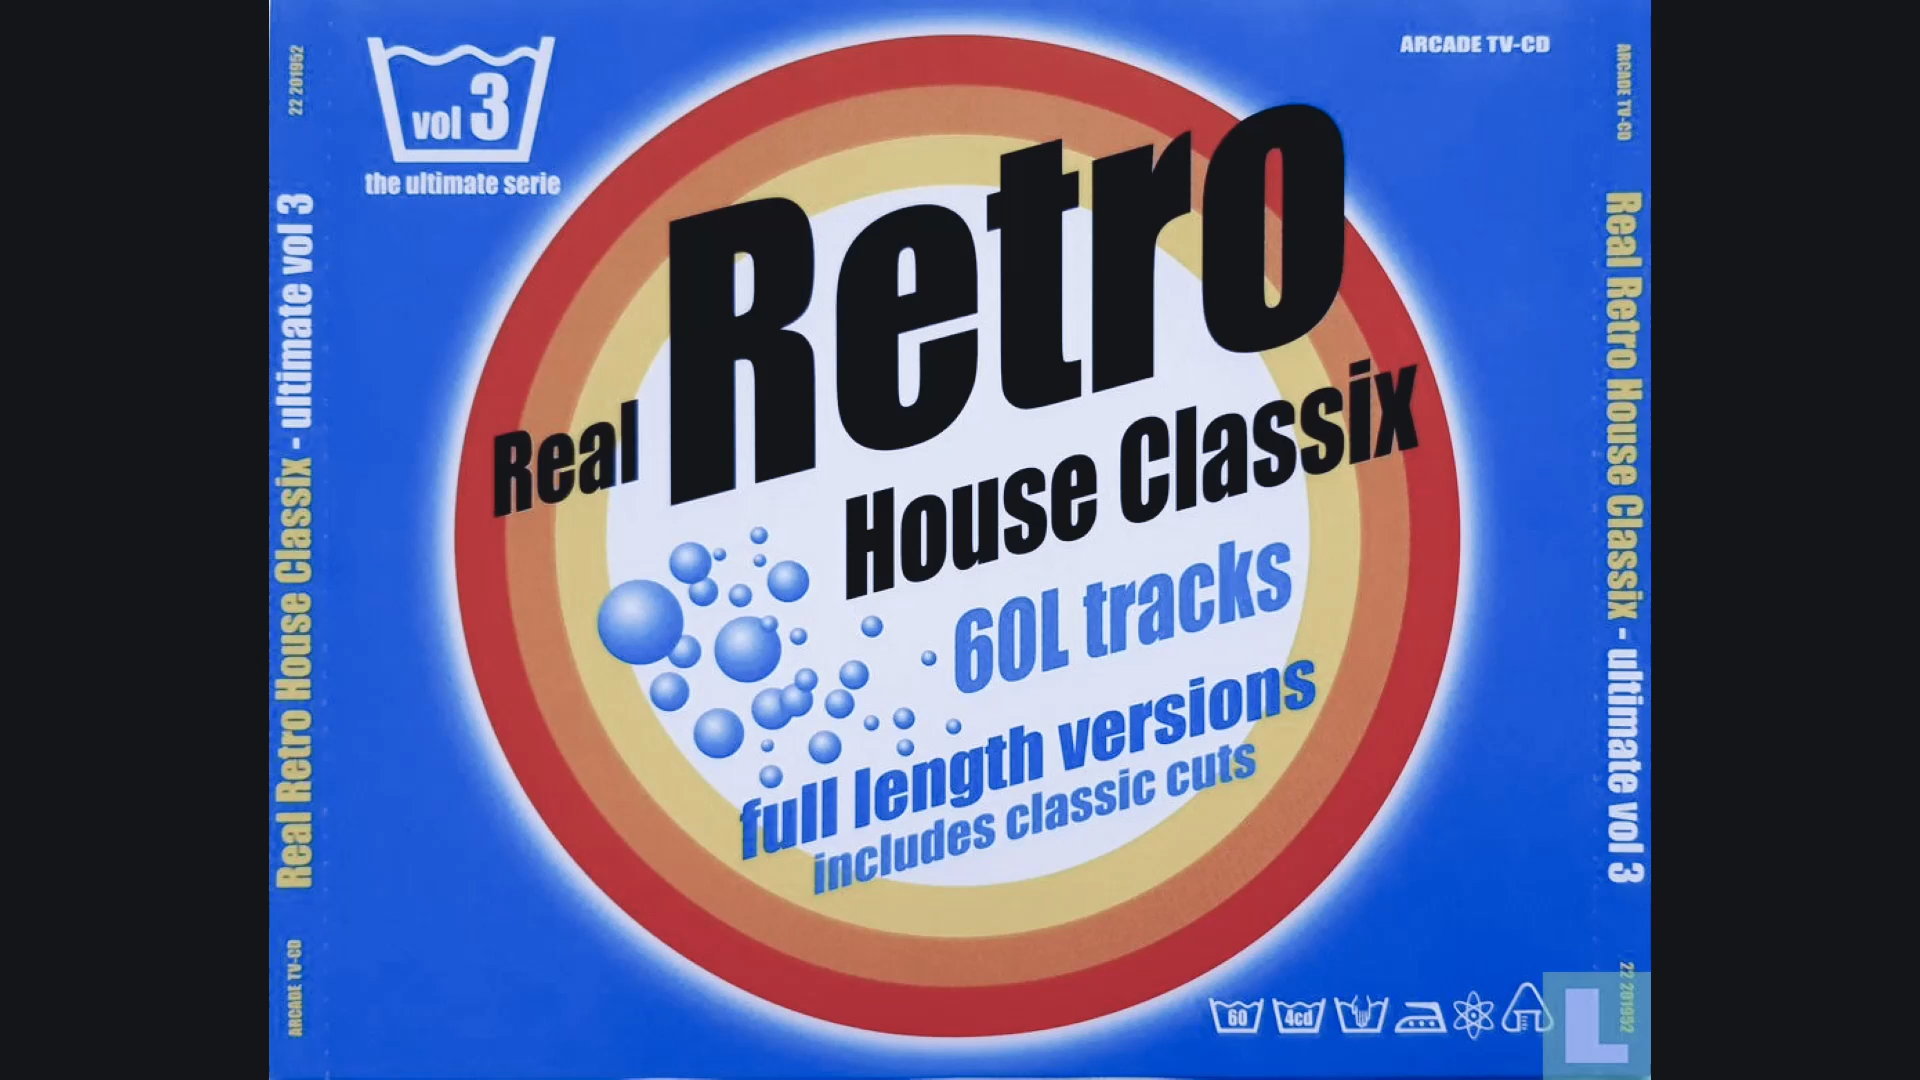 22 201952
Real Retro House Classix - ultimate vol 3
ARCADE TV-CD
vol 3
the ultimate serie
ARCADE TV-CD
Real
Retro
House Classix
60L tracks
full length versions
includes classic cuts
60
4cd
ARCADE TV-CD
Real Retro House Classix - ultimate vol 3
22 201952
L